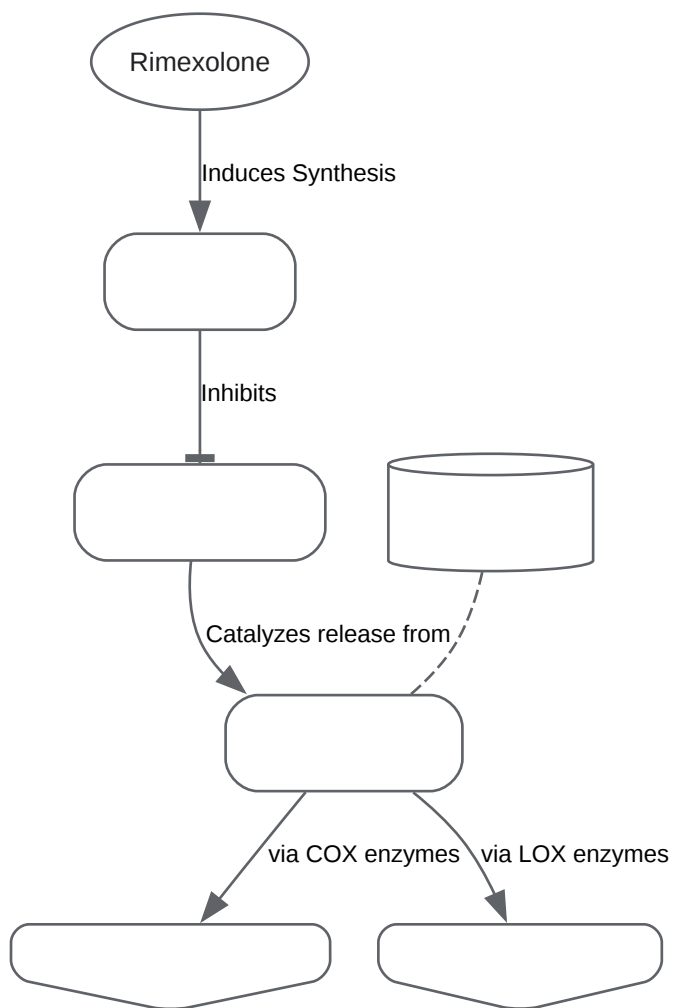 Rimexolone
Induces Synthesis
Inhibits
Catalyzes release from
via COX enzymes
via LOX enzymes